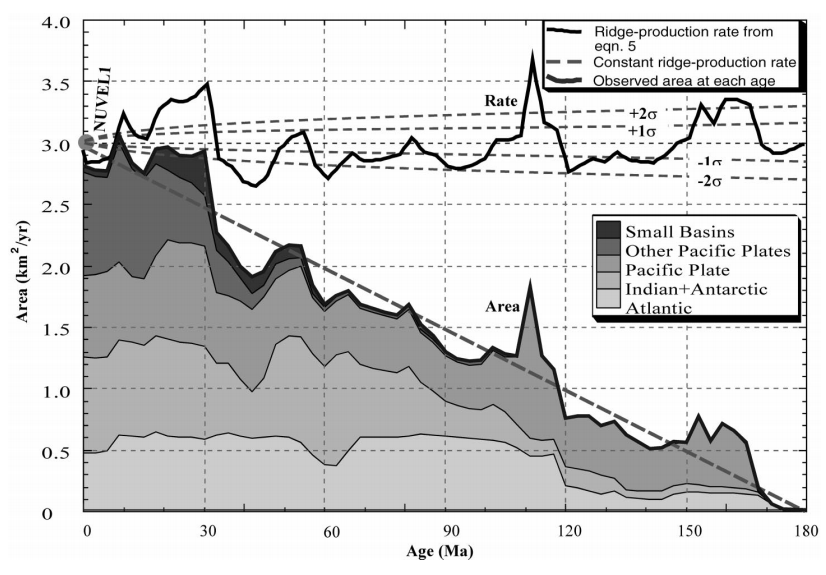 4.0
3.5
3.0
2.5
2.0
1.5
1.0
0.5
0
Area (km²/yr)
NUVEL1
Ridge-production rate from
eqn. 5
Constant ridge-production rate
Observed area at each age
Rate
+2σ
+1σ
-1σ
-2σ
Small Basins
Other Pacific Plates
Pacific Plate
Indian+Antarctic
Atlantic
Area
0 30 60 90 120 150 180
Age (Ma)